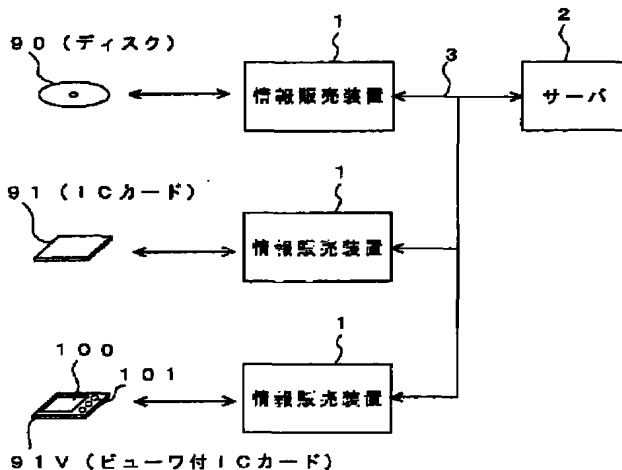 90(ディスク)
1
情報販売装置
3
2
サーバ
91(ICカード)
1
情報販売装置
100
101
1
情報販売装置
91V(ビューワ付ICカード)